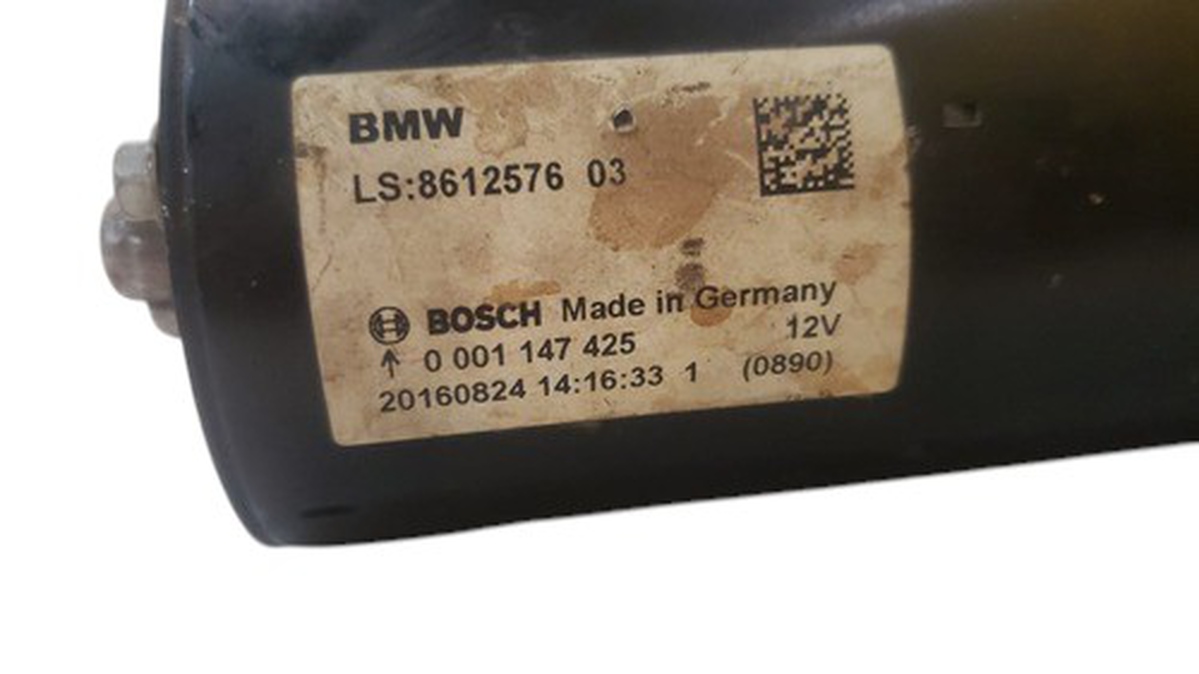 BMW
LS:8612576 03
BOSCH Made in Germany
0 001 147 425 12V
20160824 14:16:33 1 (0890)